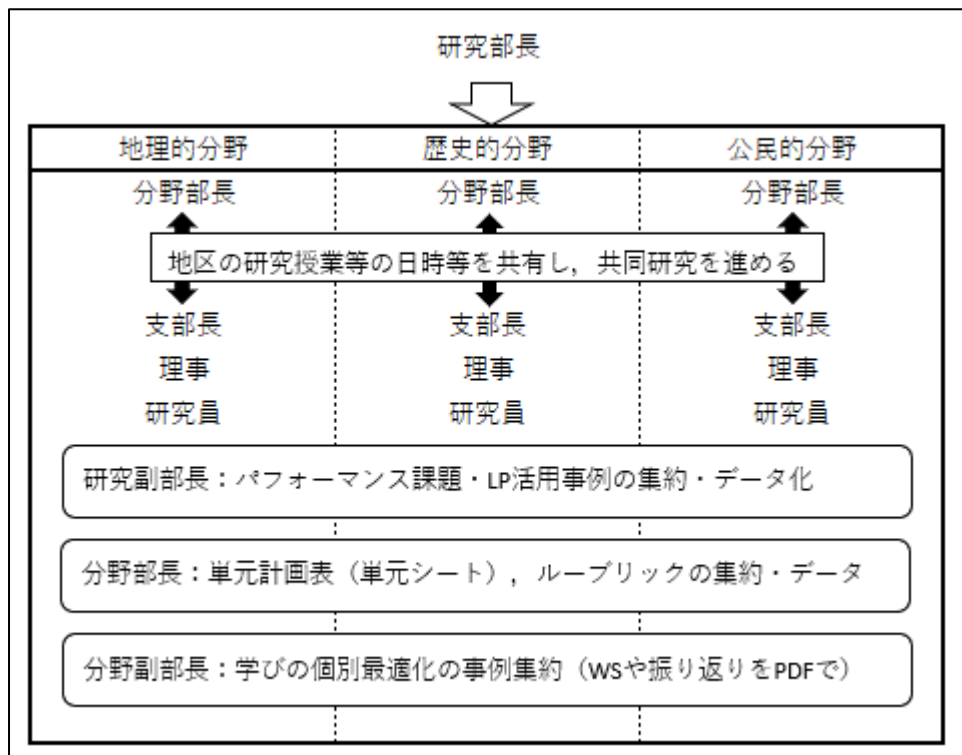 研究部長
地理的分野 歴史的分野 公民的分野
分野部長 分野部長 分野部長
地区の研究授業等の日時等を共有し，共同研究を進める
支部長 支部長 支部長
理事 理事 理事
研究員 研究員 研究員
研究副部長：パフォーマンス課題・LP活用事例の集約・データ化
分野部長：単元計画表（単元シート），ルーブリックの集約・データ
分野副部長：学びの個別最適化の事例集約（WSや振り返りをPDFで）